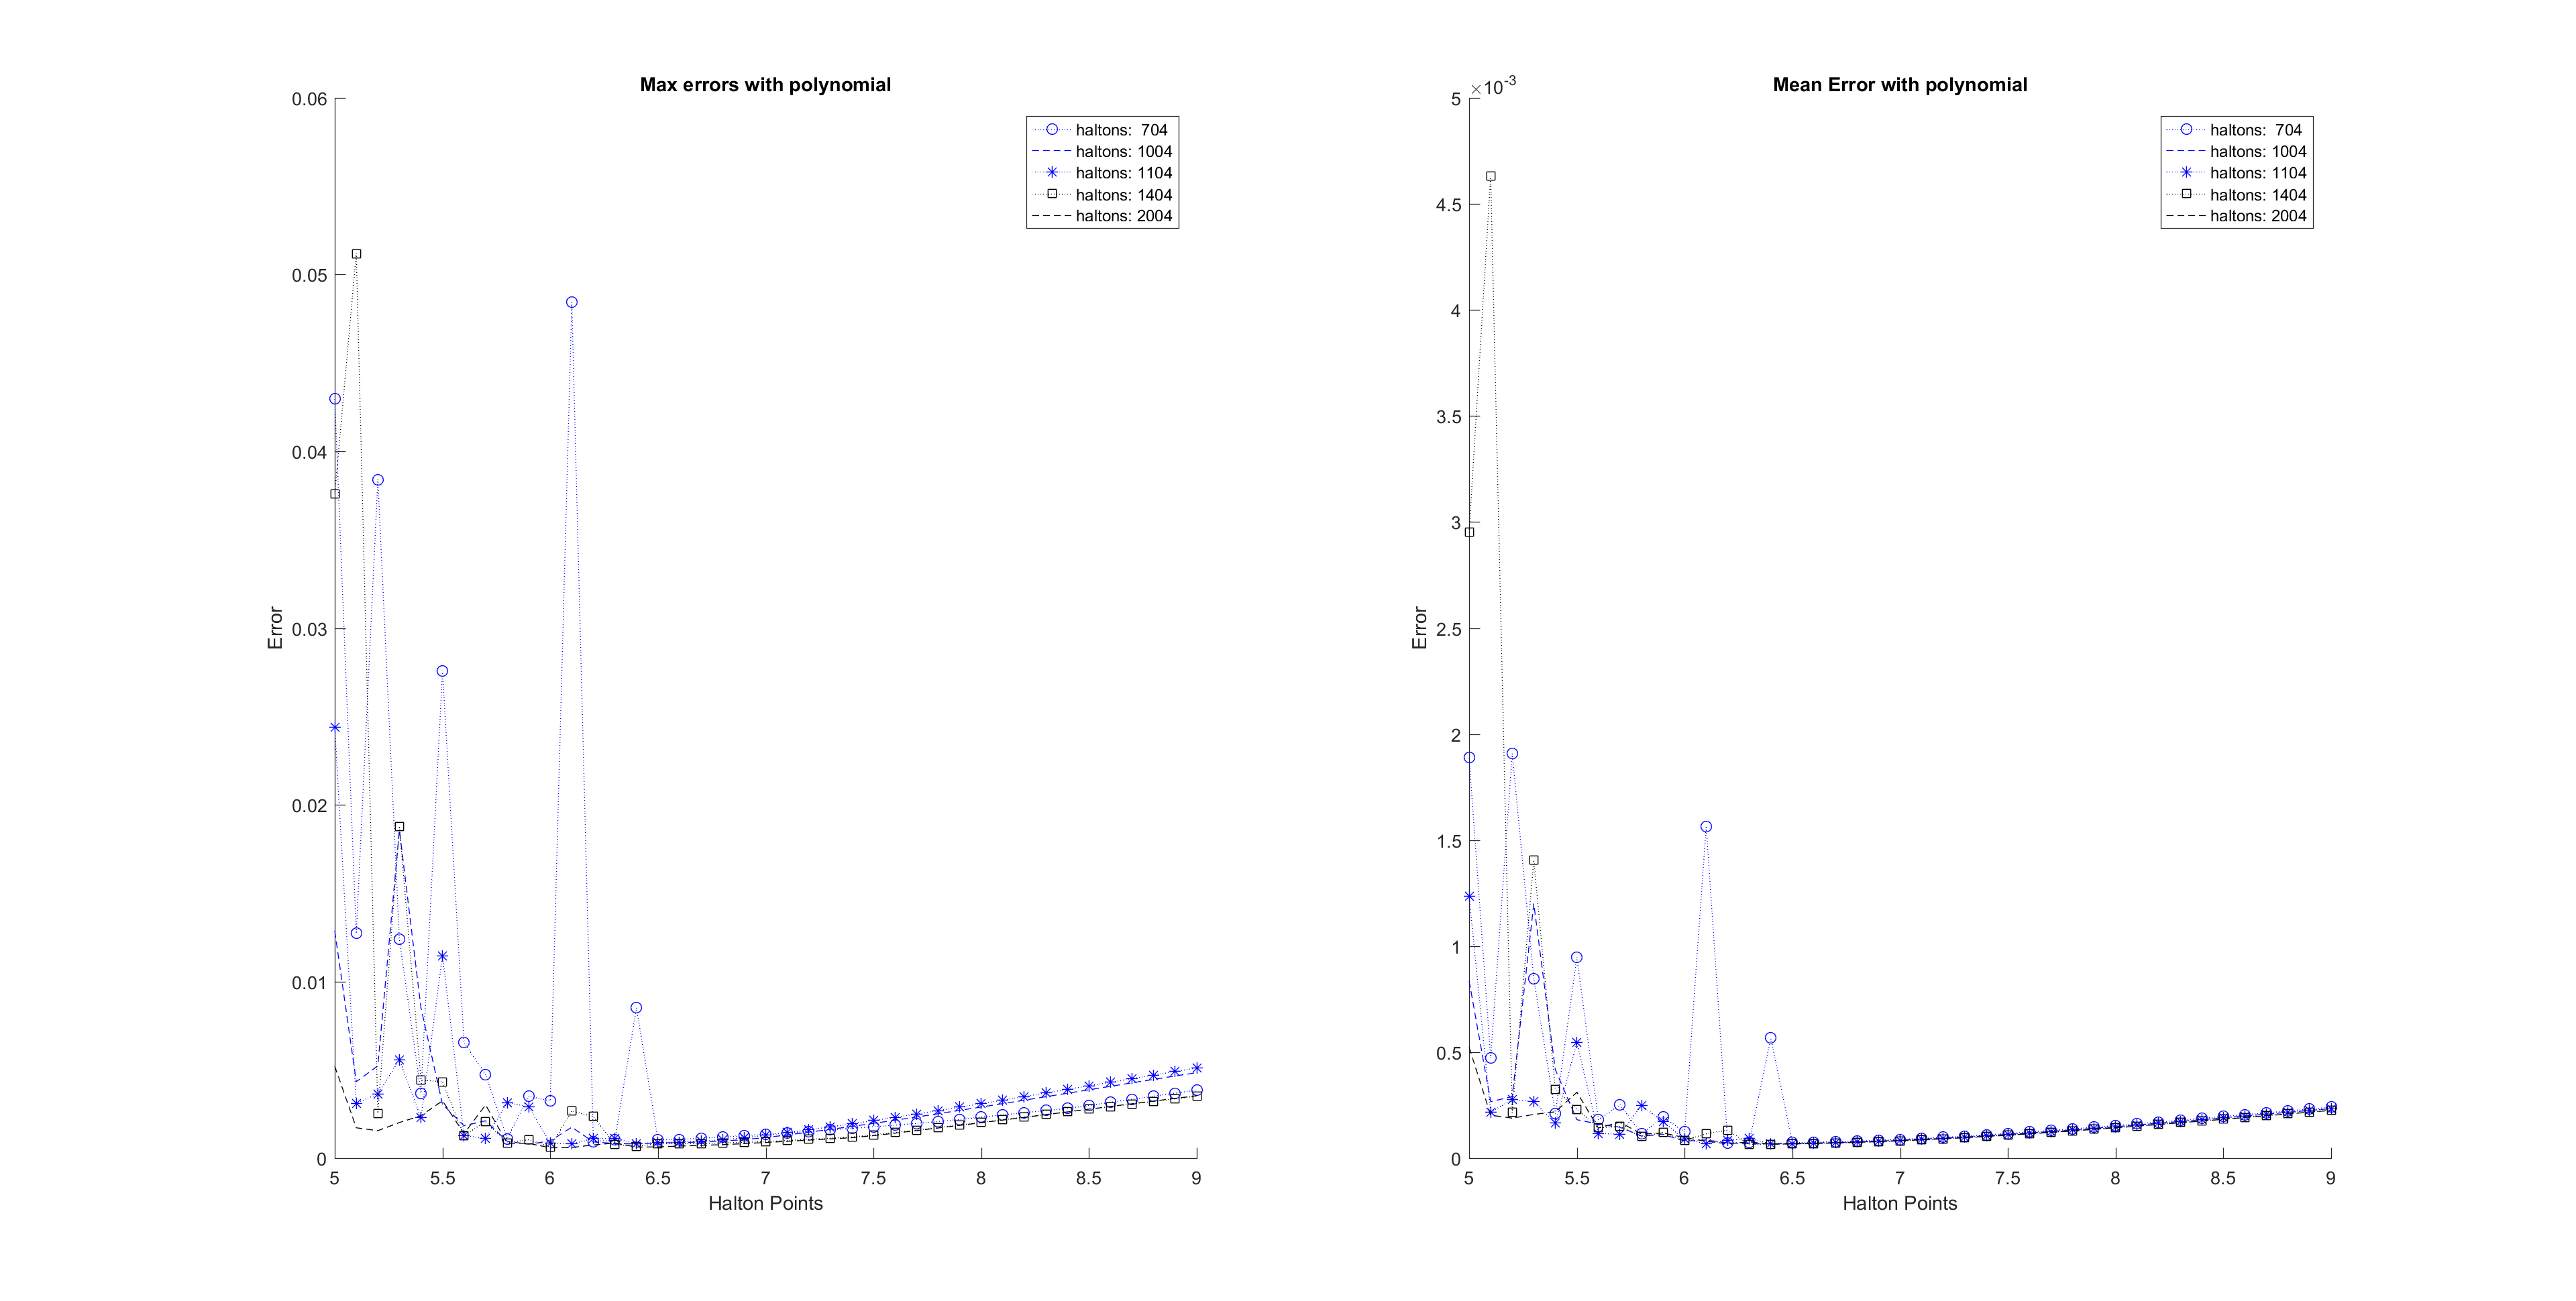 Max errors with polynomial
0.06
0.05
0.04
0.03
0.02
0.01
0
Error
5 5.5 6 6.5 7 7.5 8 8.5 9
Halton Points
haltons: 704
haltons: 1004
haltons: 1104
haltons: 1404
haltons: 2004
Mean Error with polynomial
×10-3
5
4.5
4
3.5
3
2.5
2
1.5
1
0.5
0
Error
5 5.5 6 6.5 7 7.5 8 8.5 9
Halton Points
haltons: 704
haltons: 1004
haltons: 1104
haltons: 1404
haltons: 2004